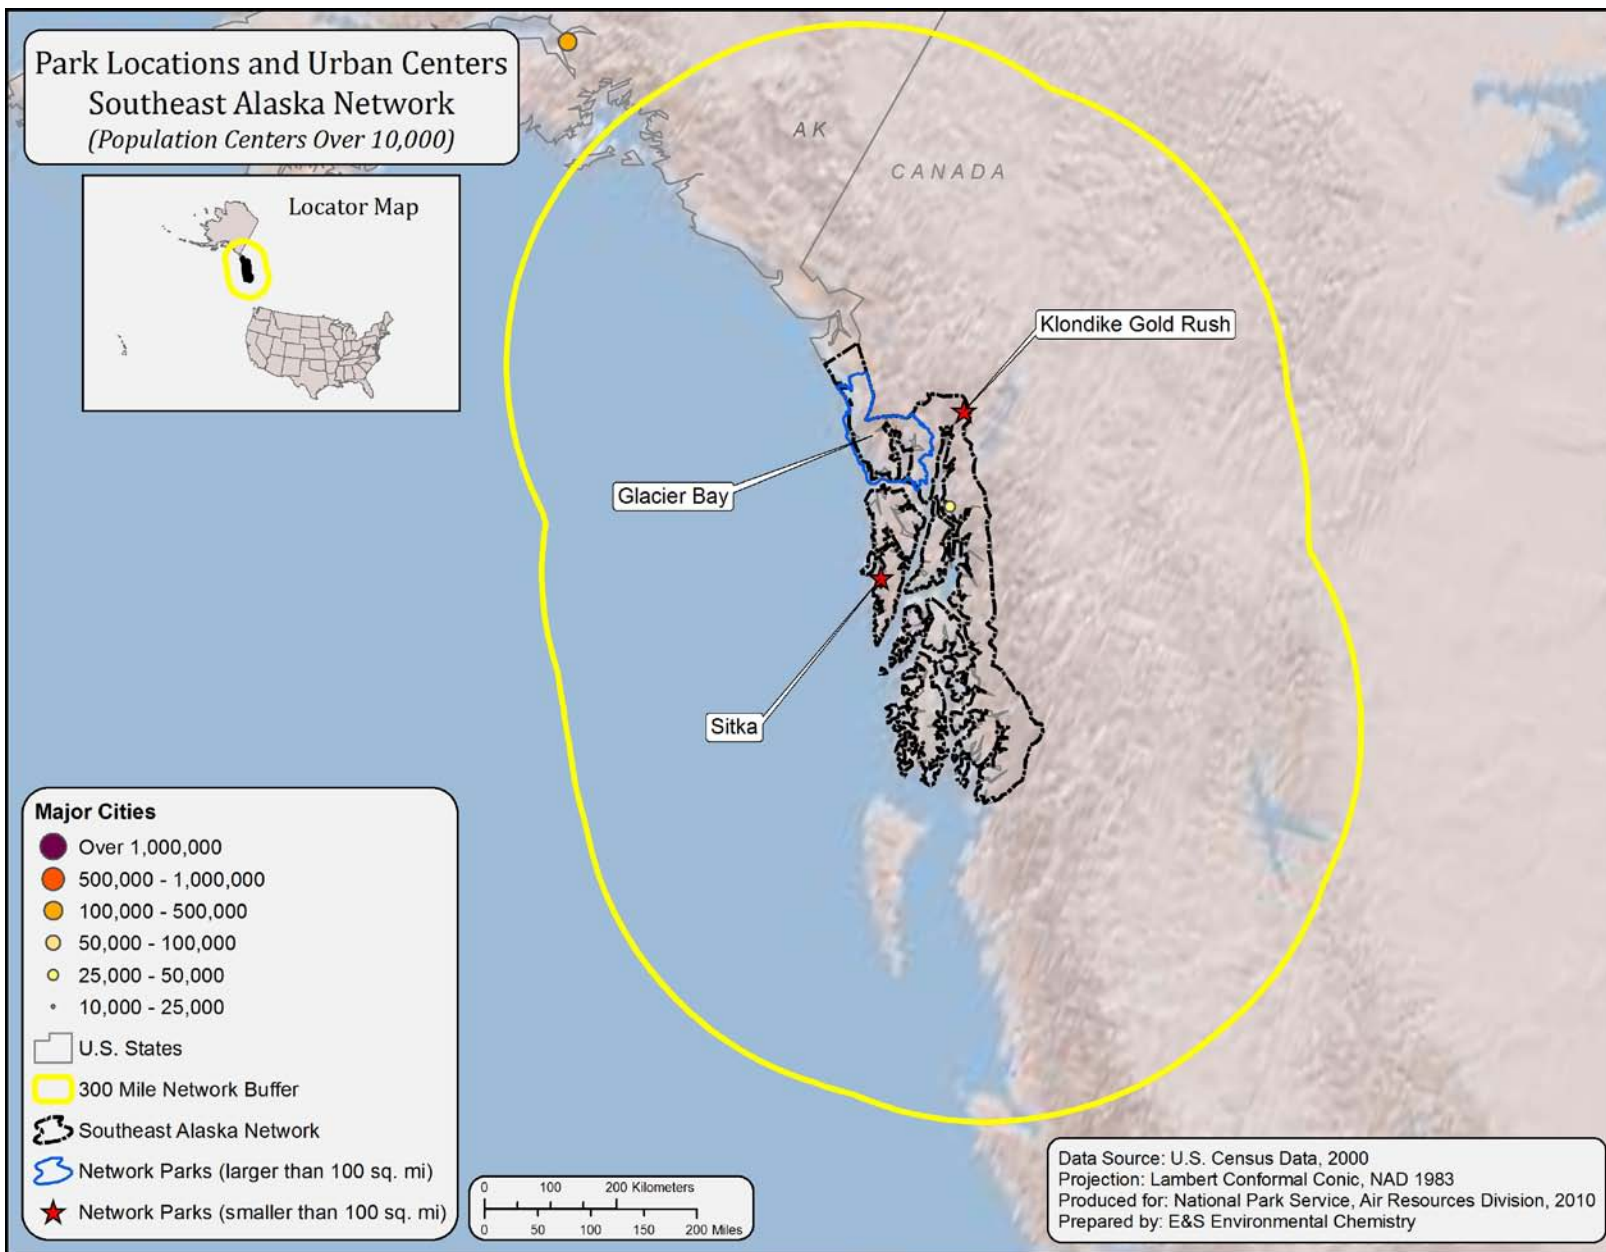 Park Locations and Urban Centers
Southeast Alaska Network
(Population Centers Over 10,000)
Locator Map
AK
CANADA
Klondike Gold Rush
Glacier Bay
Sitka
Major Cities
Over 1,000,000
500,000 - 1,000,000
100,000 - 500,000
50,000 - 100,000
25,000 - 50,000
10,000 - 25,000
U.S. States
300 Mile Network Buffer
Southeast Alaska Network
Network Parks (larger than 100 sq. mi)
Network Parks (smaller than 100 sq. mi)
0 100 200 Kilometers
0 50 100 150 200 Miles
Data Source: U.S. Census Data, 2000
Projection: Lambert Conformal Conic, NAD 1983
Produced for: National Park Service, Air Resources Division, 2010
Prepared by: E&S Environmental Chemistry